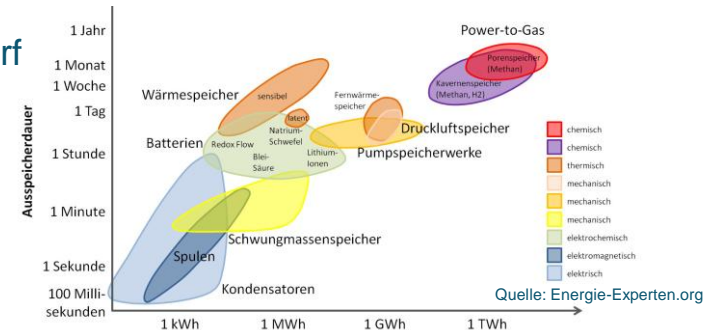 rf
1 Jahr
1 Monat
1 Woche
1 Tag
1 Stunde
1 Minute
1 Sekunde
100 Milli-
sekunden
Ausspeicherdauer
Power-to-Gas
Porenspeicher
(Methan)
Kavernenspeicher
(Methan, H2)
Wärmespeicher
sensibel
latent
Fernwärme-
speicher
Druckluftspeicher
Pumpspeicherwerke
Batterien
Redox Flow
Natrium-
Schwefel
Blei-
Säure
Lithium-
Ionen
Schwungmassenspeicher
Spulen
Kondensatoren
chemisch
chemisch
thermisch
mechanisch
mechanisch
mechanisch
elektrochemisch
elektromagnetisch
elektrisch
Quelle: Energie-Experten.org
1 kWh
1 MWh
1 GWh
1 TWh